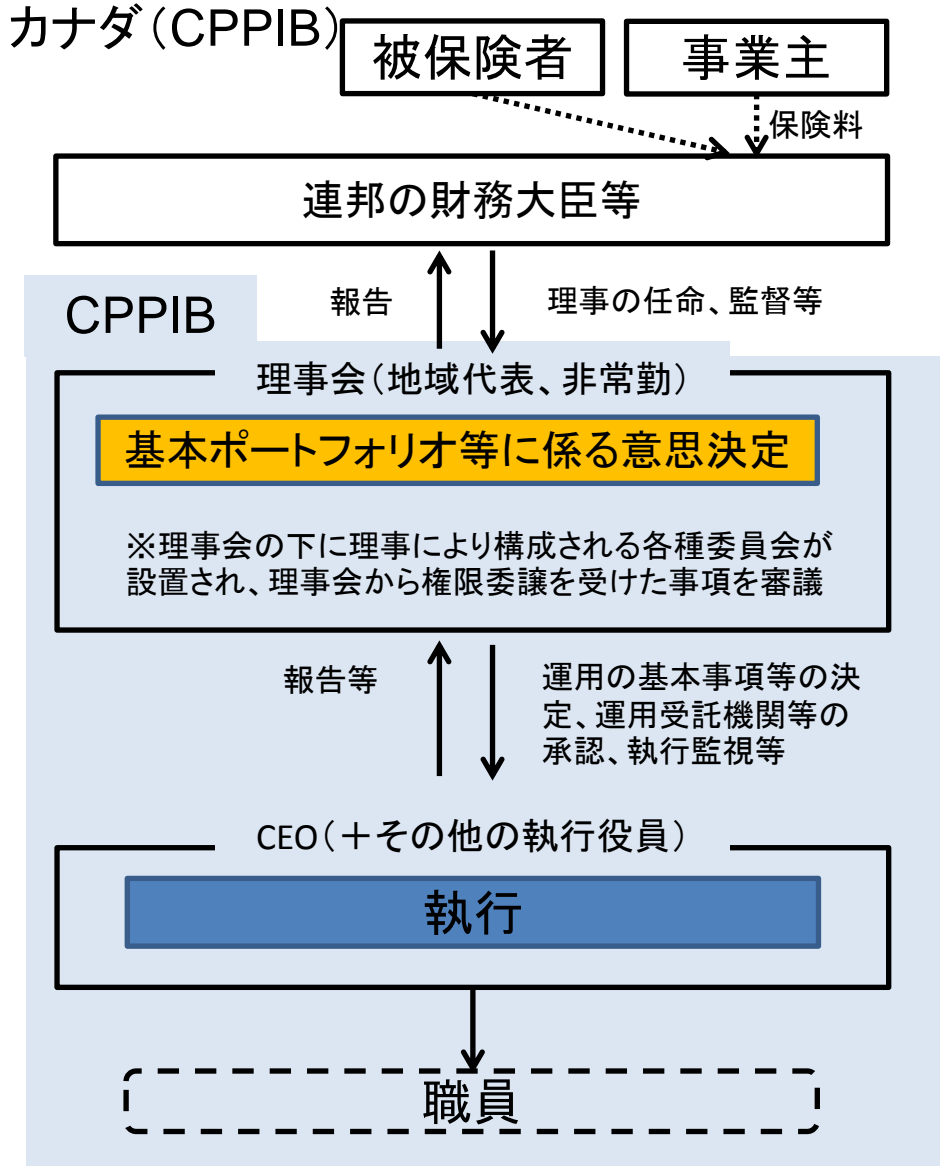 カナダ（CPPIB）
被保険者
事業主
保険料
連邦の財務大臣等
報告
理事の任命、監督等
CPPIB
理事会（地域代表、非常勤）
基本ポートフォリオ等に係る意思決定
※理事会の下に理事により構成される各種委員会が
設置され、理事会から権限委譲を受けた事項を審議
報告等
運用の基本事項等の決
定、運用受託機関等の
承認、執行監視等
CEO（＋その他の執行役員）
執行
職員